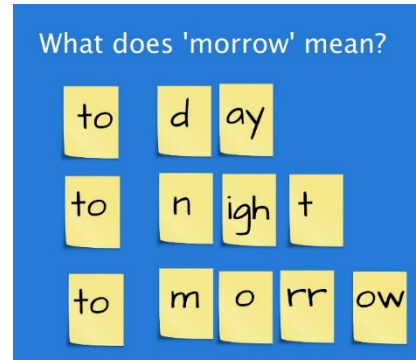 What does 'morrow' mean?
to d ay
to n igh t
to m o rr ow